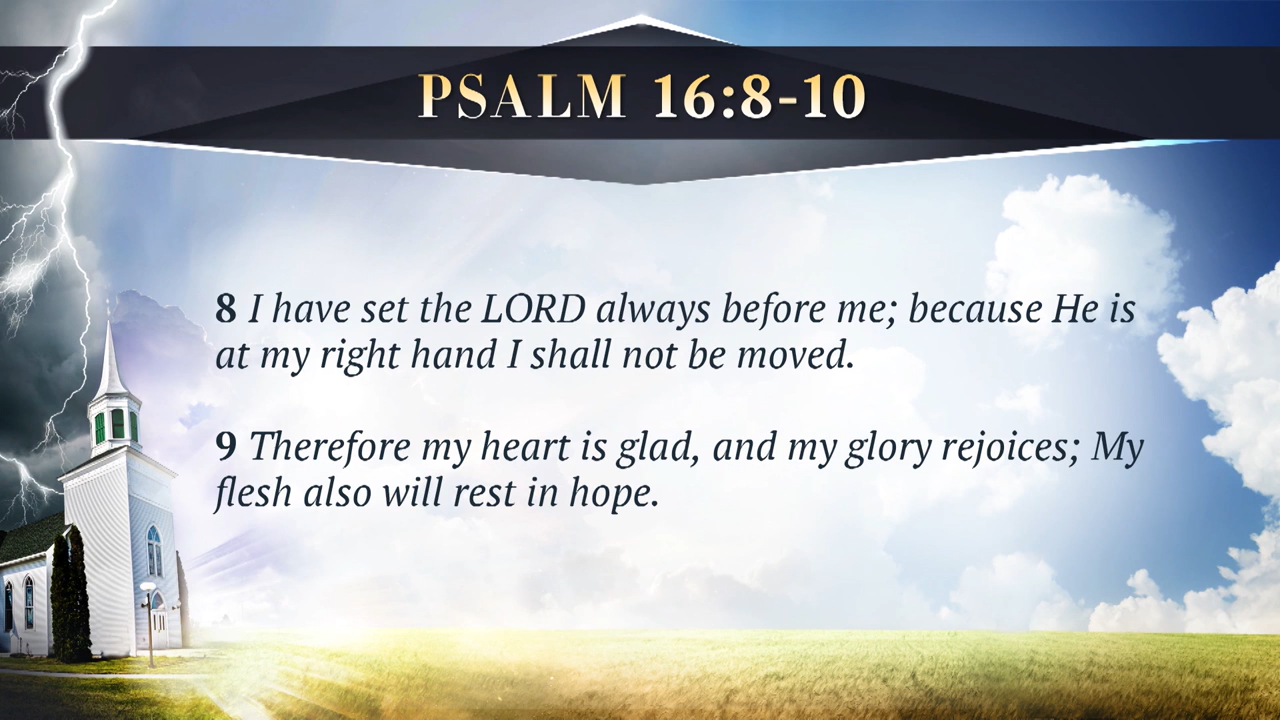 PSALM 16:8-10
8 I have set the LORD always before me; because He is
at my right hand I shall not be moved.
9 Therefore my heart is glad, and my glory rejoices; My
flesh also will rest in hope.